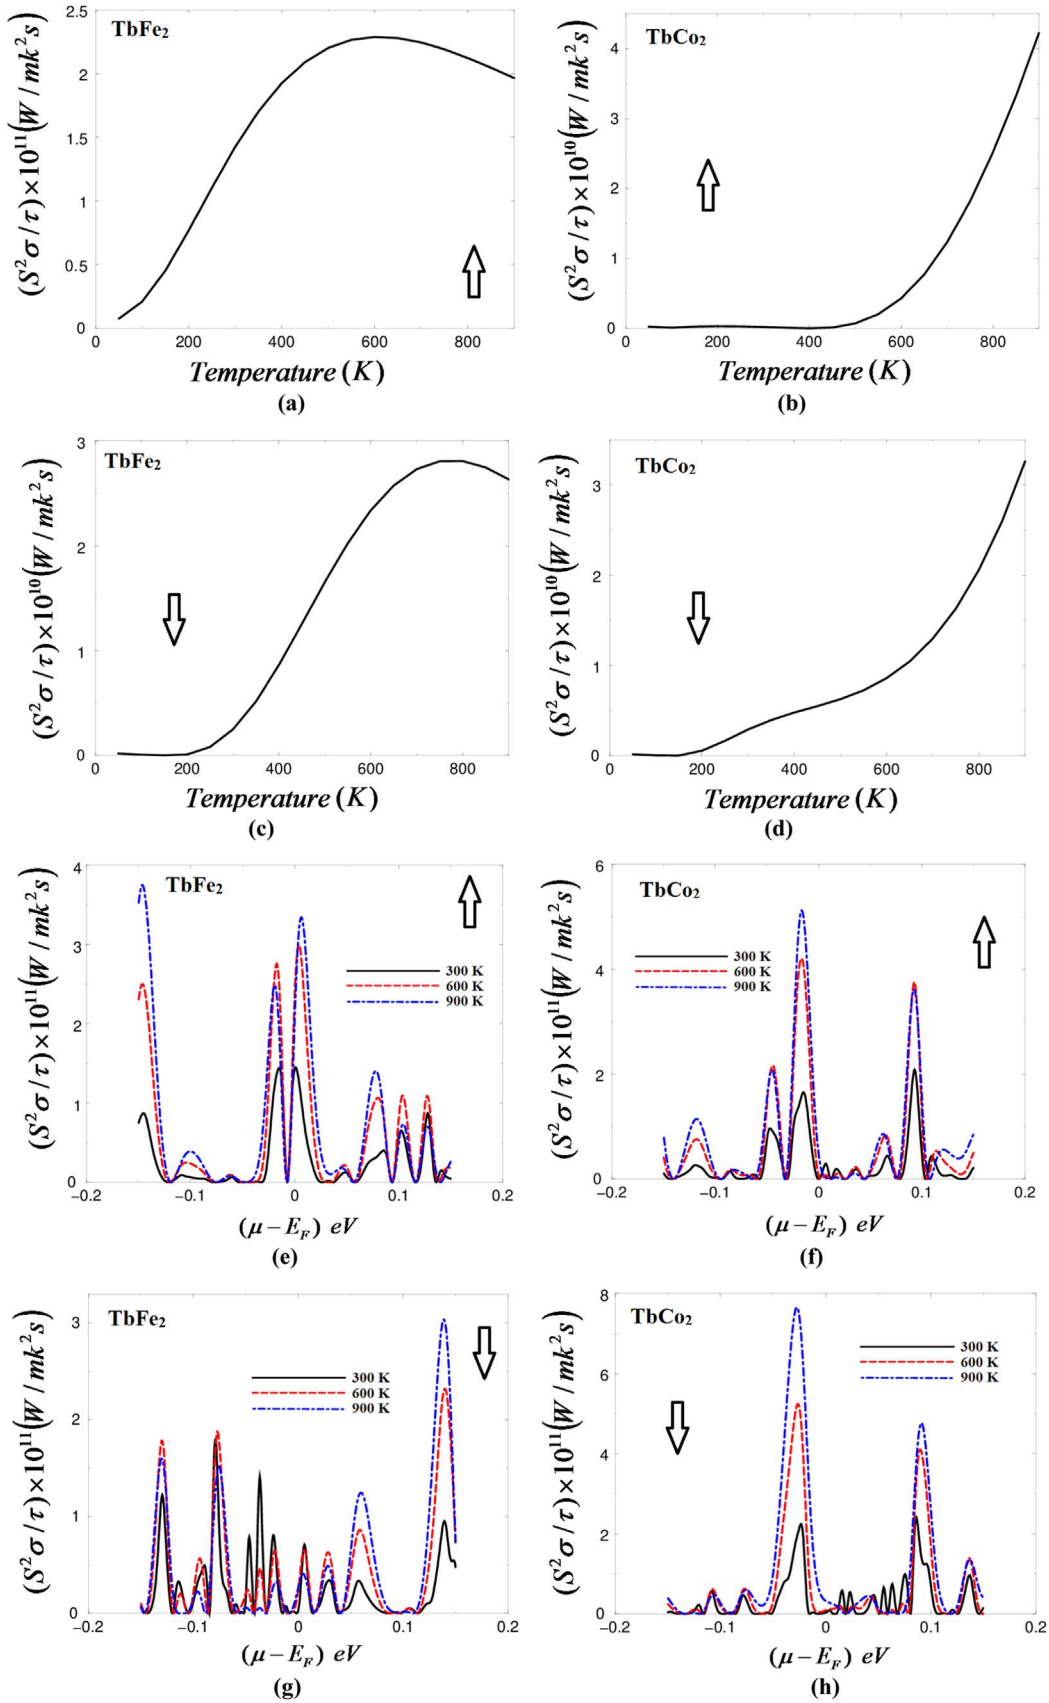 TbFe₂
(S²σ/τ)×10¹¹(W/mk²s)
2.5
2
1.5
1
0.5
0
0 200 400 600 800
Temperature (K)
(a)
TbCo₂
(S²σ/τ)×10¹⁰(W/mk²s)
4
3
2
1
0
0 200 400 600 800
Temperature (K)
(b)
TbFe₂
(S²σ/τ)×10¹⁰(W/mk²s)
3
2
1
0
0 200 400 600 800
Temperature (K)
(c)
TbCo₂
(S²σ/τ)×10¹⁰(W/mk²s)
3
2
1
0
0 200 400 600 800
Temperature (K)
(d)
TbFe₂
(S²σ/τ)×10¹¹(W/mk²s)
4
3
2
1
0
300 K
600 K
900 K
−0.2 −0.1 0 0.1 0.2
(μ−E_F) eV
(e)
TbCo₂
(S²σ/τ)×10¹¹(W/mk²s)
6
4
2
0
300 K
600 K
900 K
−0.2 −0.1 0 0.1 0.2
(μ−E_F) eV
(f)
TbFe₂
(S²σ/τ)×10¹¹(W/mk²s)
3
2
1
0
300 K
600 K
900 K
−0.2 −0.1 0 0.1 0.2
(μ−E_F) eV
(g)
TbCo₂
(S²σ/τ)×10¹¹(W/mk²s)
8
6
4
2
0
300 K
600 K
900 K
−0.2 −0.1 0 0.1 0.2
(μ−E_F) eV
(h)